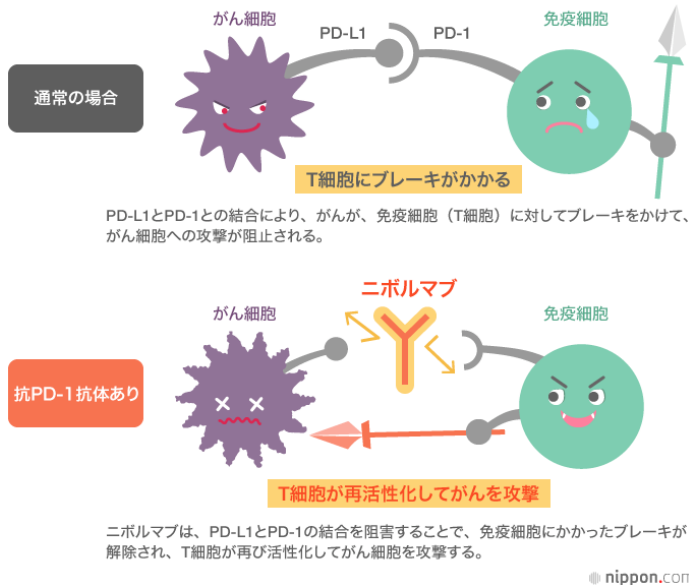 がん細胞
免疫細胞
PD-L1
PD-1
通常の場合
T細胞にブレーキがかかる
PD-L1とPD-1との結合により、がんが、免疫細胞（T細胞）に対してブレーキをかけて、
がん細胞への攻撃が阻止される。
ニボルマブ
がん細胞
免疫細胞
抗PD-1抗体あり
T細胞が再活性化してがんを攻撃
ニボルマブは、PD-L1とPD-1の結合を阻害することで、免疫細胞にかかったブレーキが
解除され、T細胞が再び活性化してがん細胞を攻撃する。
nippon.com